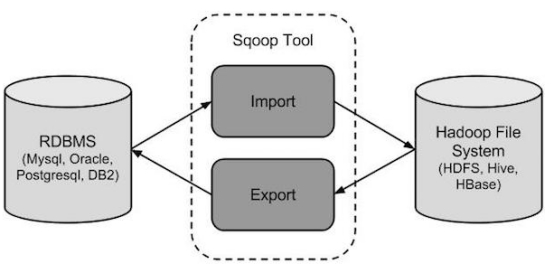 Sqoop Tool
Import
RDBMS
(Mysql, Oracle,
Postgresql, DB2)
Hadoop File
System
(HDFS, Hive,
HBase)
Export